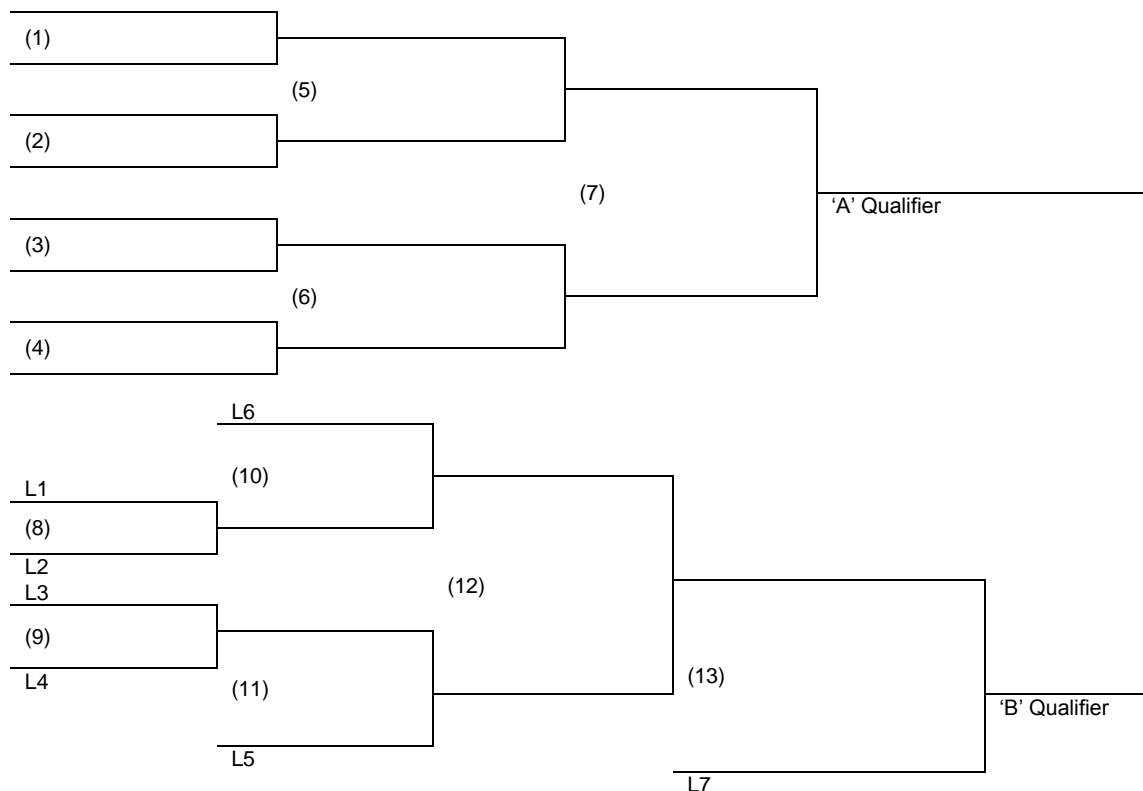 (1)
(5)
(2)
(7)
‘A’ Qualifier
(3)
(6)
(4)
L6
(10)
L1
(8)
L2
L3
(12)
(9)
(11)
L4
(13)
‘B’ Qualifier
L5
L7